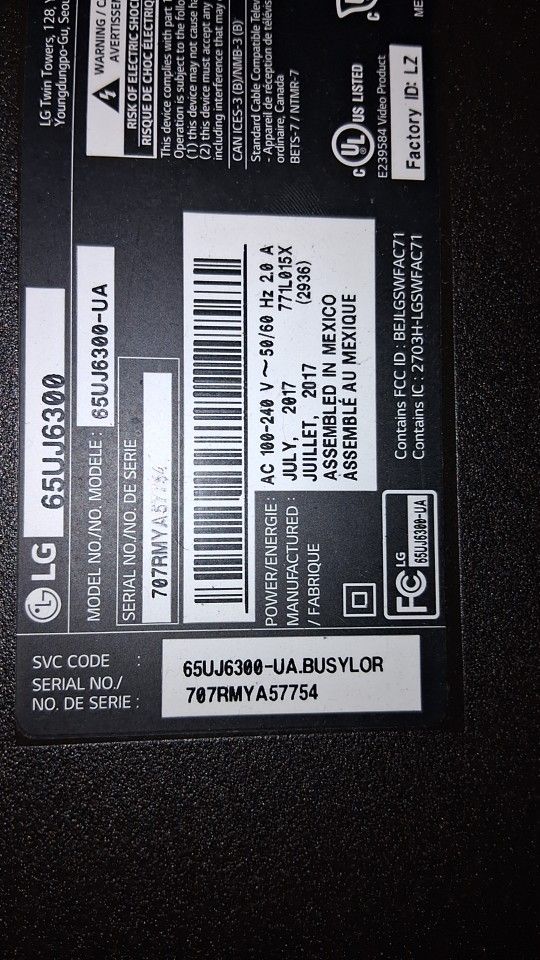 LG Twin Towers, 128, Y
Youngdungpo-Gu, Seou
WARNING / C
AVERTISSEM
RISK OF ELECTRIC SHOC
RISQUE DE CHOC ÉLECTRIQ
This device complies with part 1
Operation is subject to the follo
(1) this device may not cause ha
(2) this device must accept any
including interference that may
CAN ICES-3 (B)/NMB-3 (B)
Standard Cable Compatible Televi
- Appareil de réception de télévis
ordinaire, Canada
BETS-7 / NTMR-7
C UL US LISTED
E239584 Video Product
Factory ID: LZ
ME
LG 65UJ6300
MODEL NO./NO. MODELE : 65UJ6300-UA
SERIAL NO./NO. DE SERIE
707RMYA57754
POWER/ENERGIE : AC 100-240 V ~ 50/60 Hz 2.0 A
MANUFACTURED : JULY, 2017 771L015X
/ FABRIQUE JUILLET, 2017 (2936)
ASSEMBLED IN MEXICO
ASSEMBLÉ AU MEXIQUE
FC LG
65UJ6300-UA
Contains FCC ID : BEJLGSWFAC71
Contains IC : 2703H-LGSWFAC71
SVC CODE : 65UJ6300-UA.BUSYLOR
SERIAL NO./
NO. DE SERIE : 707RMYA57754